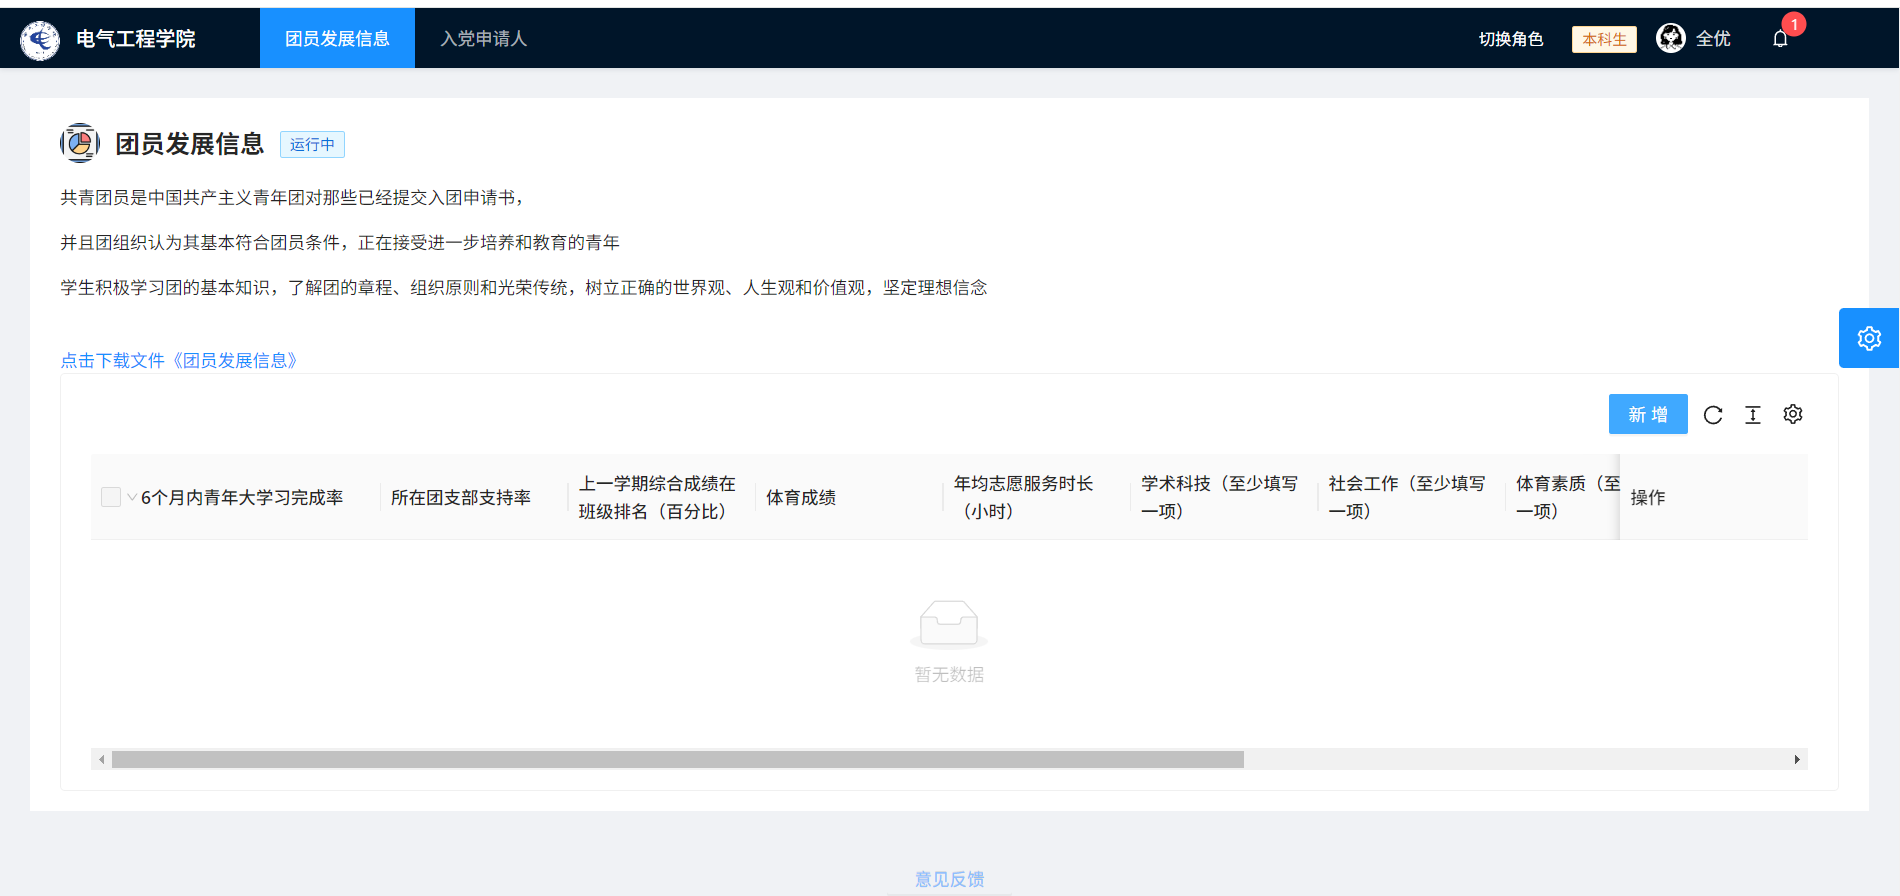 电气工程学院
团员发展信息
入党申请人
切换角色
本科生
全优
1
团员发展信息
运行中
共青团员是中国共产主义青年团对那些已经提交入团申请书，
并且团组织认为其基本符合团员条件，正在接受进一步培养和教育的青年
学生积极学习团的基本知识，了解团的章程、组织原则和光荣传统，树立正确的世界观、人生观和价值观，坚定理想信念
点击下载文件《团员发展信息》
新 增
6个月内青年大学习完成率
所在团支部支持率
上一学期综合成绩在
班级排名（百分比）
体育成绩
年均志愿服务时长
（小时）
学术科技（至少填写
一项）
社会工作（至少填写
一项）
体育素质（至
一项）
操作
暂无数据
意见反馈